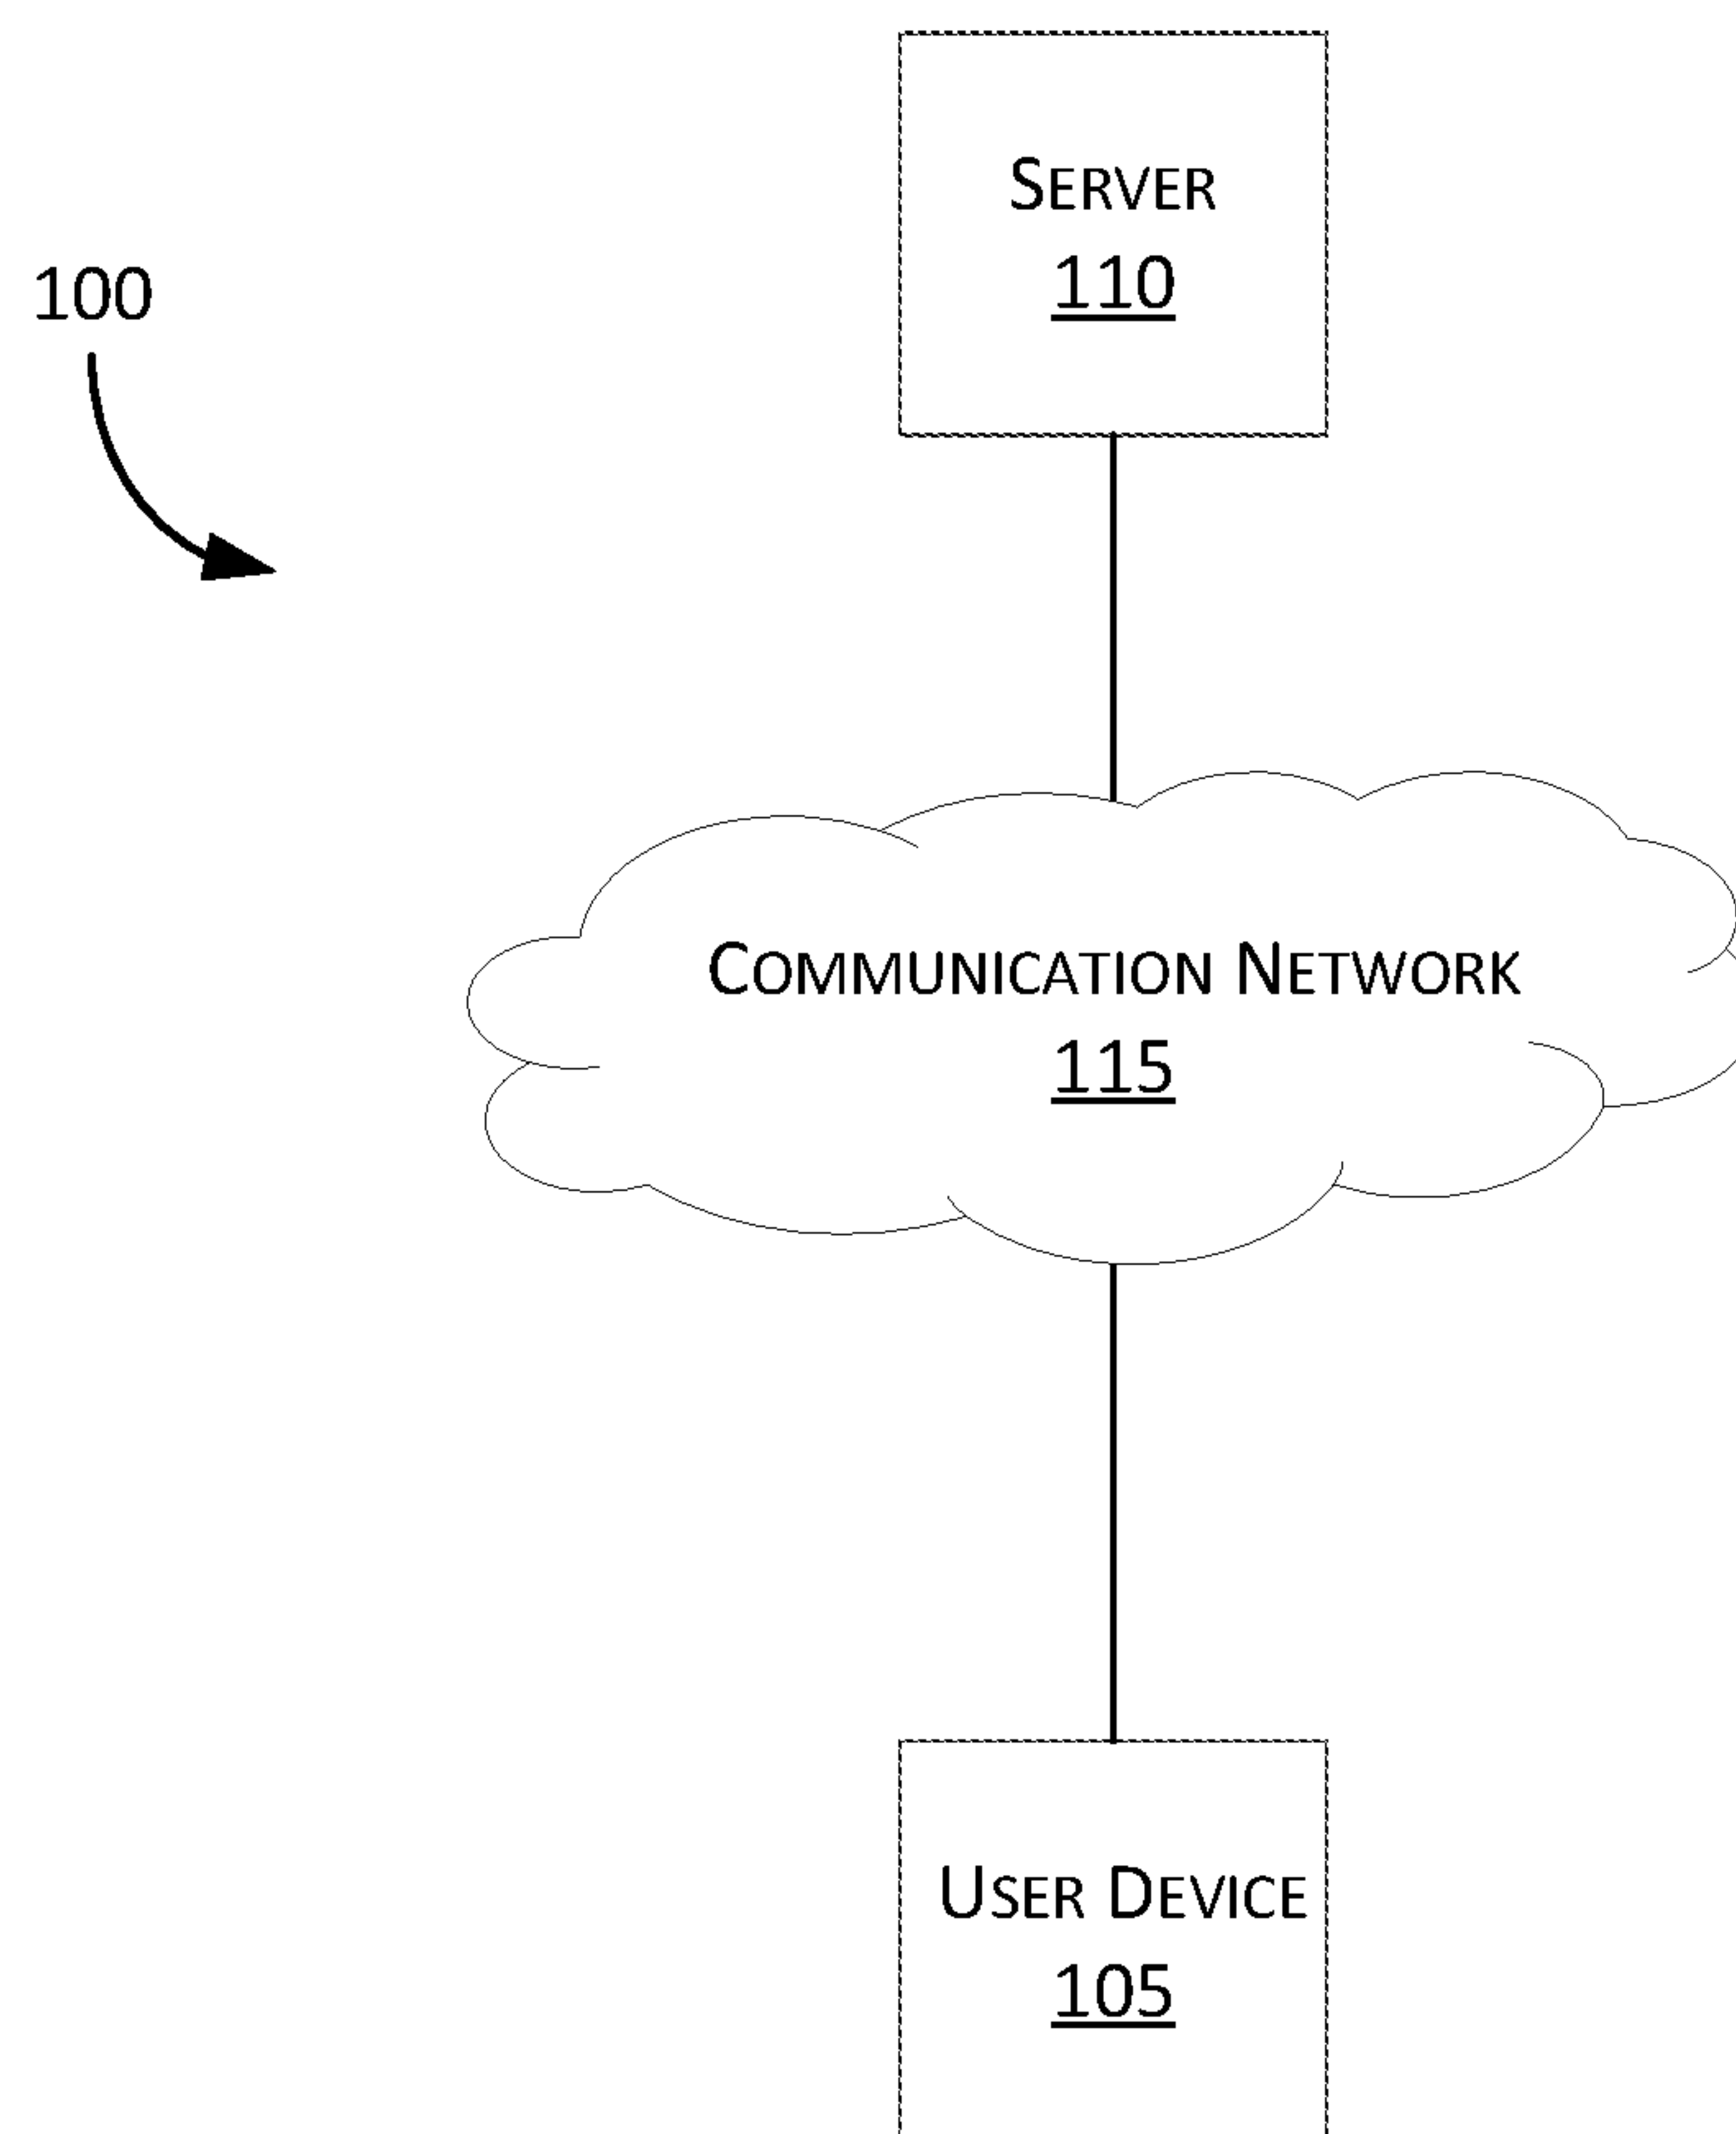 Server
110
100
Communication Network
115
User Device
105